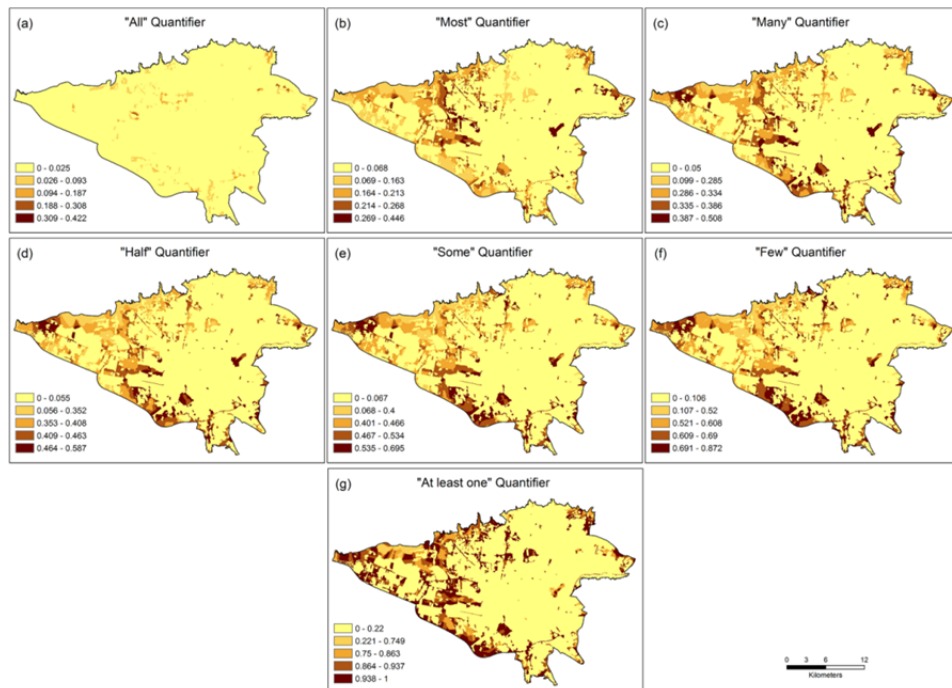 (a) "All" Quantifier
0 - 0.025
0.026 - 0.093
0.094 - 0.187
0.188 - 0.308
0.309 - 0.422
(b) "Most" Quantifier
0 - 0.068
0.069 - 0.163
0.164 - 0.213
0.214 - 0.268
0.269 - 0.446
(c) "Many" Quantifier
0 - 0.05
0.099 - 0.285
0.286 - 0.334
0.335 - 0.386
0.387 - 0.508
(d) "Half" Quantifier
0 - 0.055
0.056 - 0.352
0.353 - 0.408
0.409 - 0.463
0.464 - 0.587
(e) "Some" Quantifier
0 - 0.067
0.068 - 0.4
0.401 - 0.466
0.467 - 0.534
0.535 - 0.695
(f) "Few" Quantifier
0 - 0.106
0.107 - 0.52
0.521 - 0.608
0.609 - 0.69
0.691 - 0.872
(g) "At least one" Quantifier
0 - 0.22
0.221 - 0.749
0.75 - 0.863
0.864 - 0.937
0.938 - 1
0 3 6 12
Kilometers